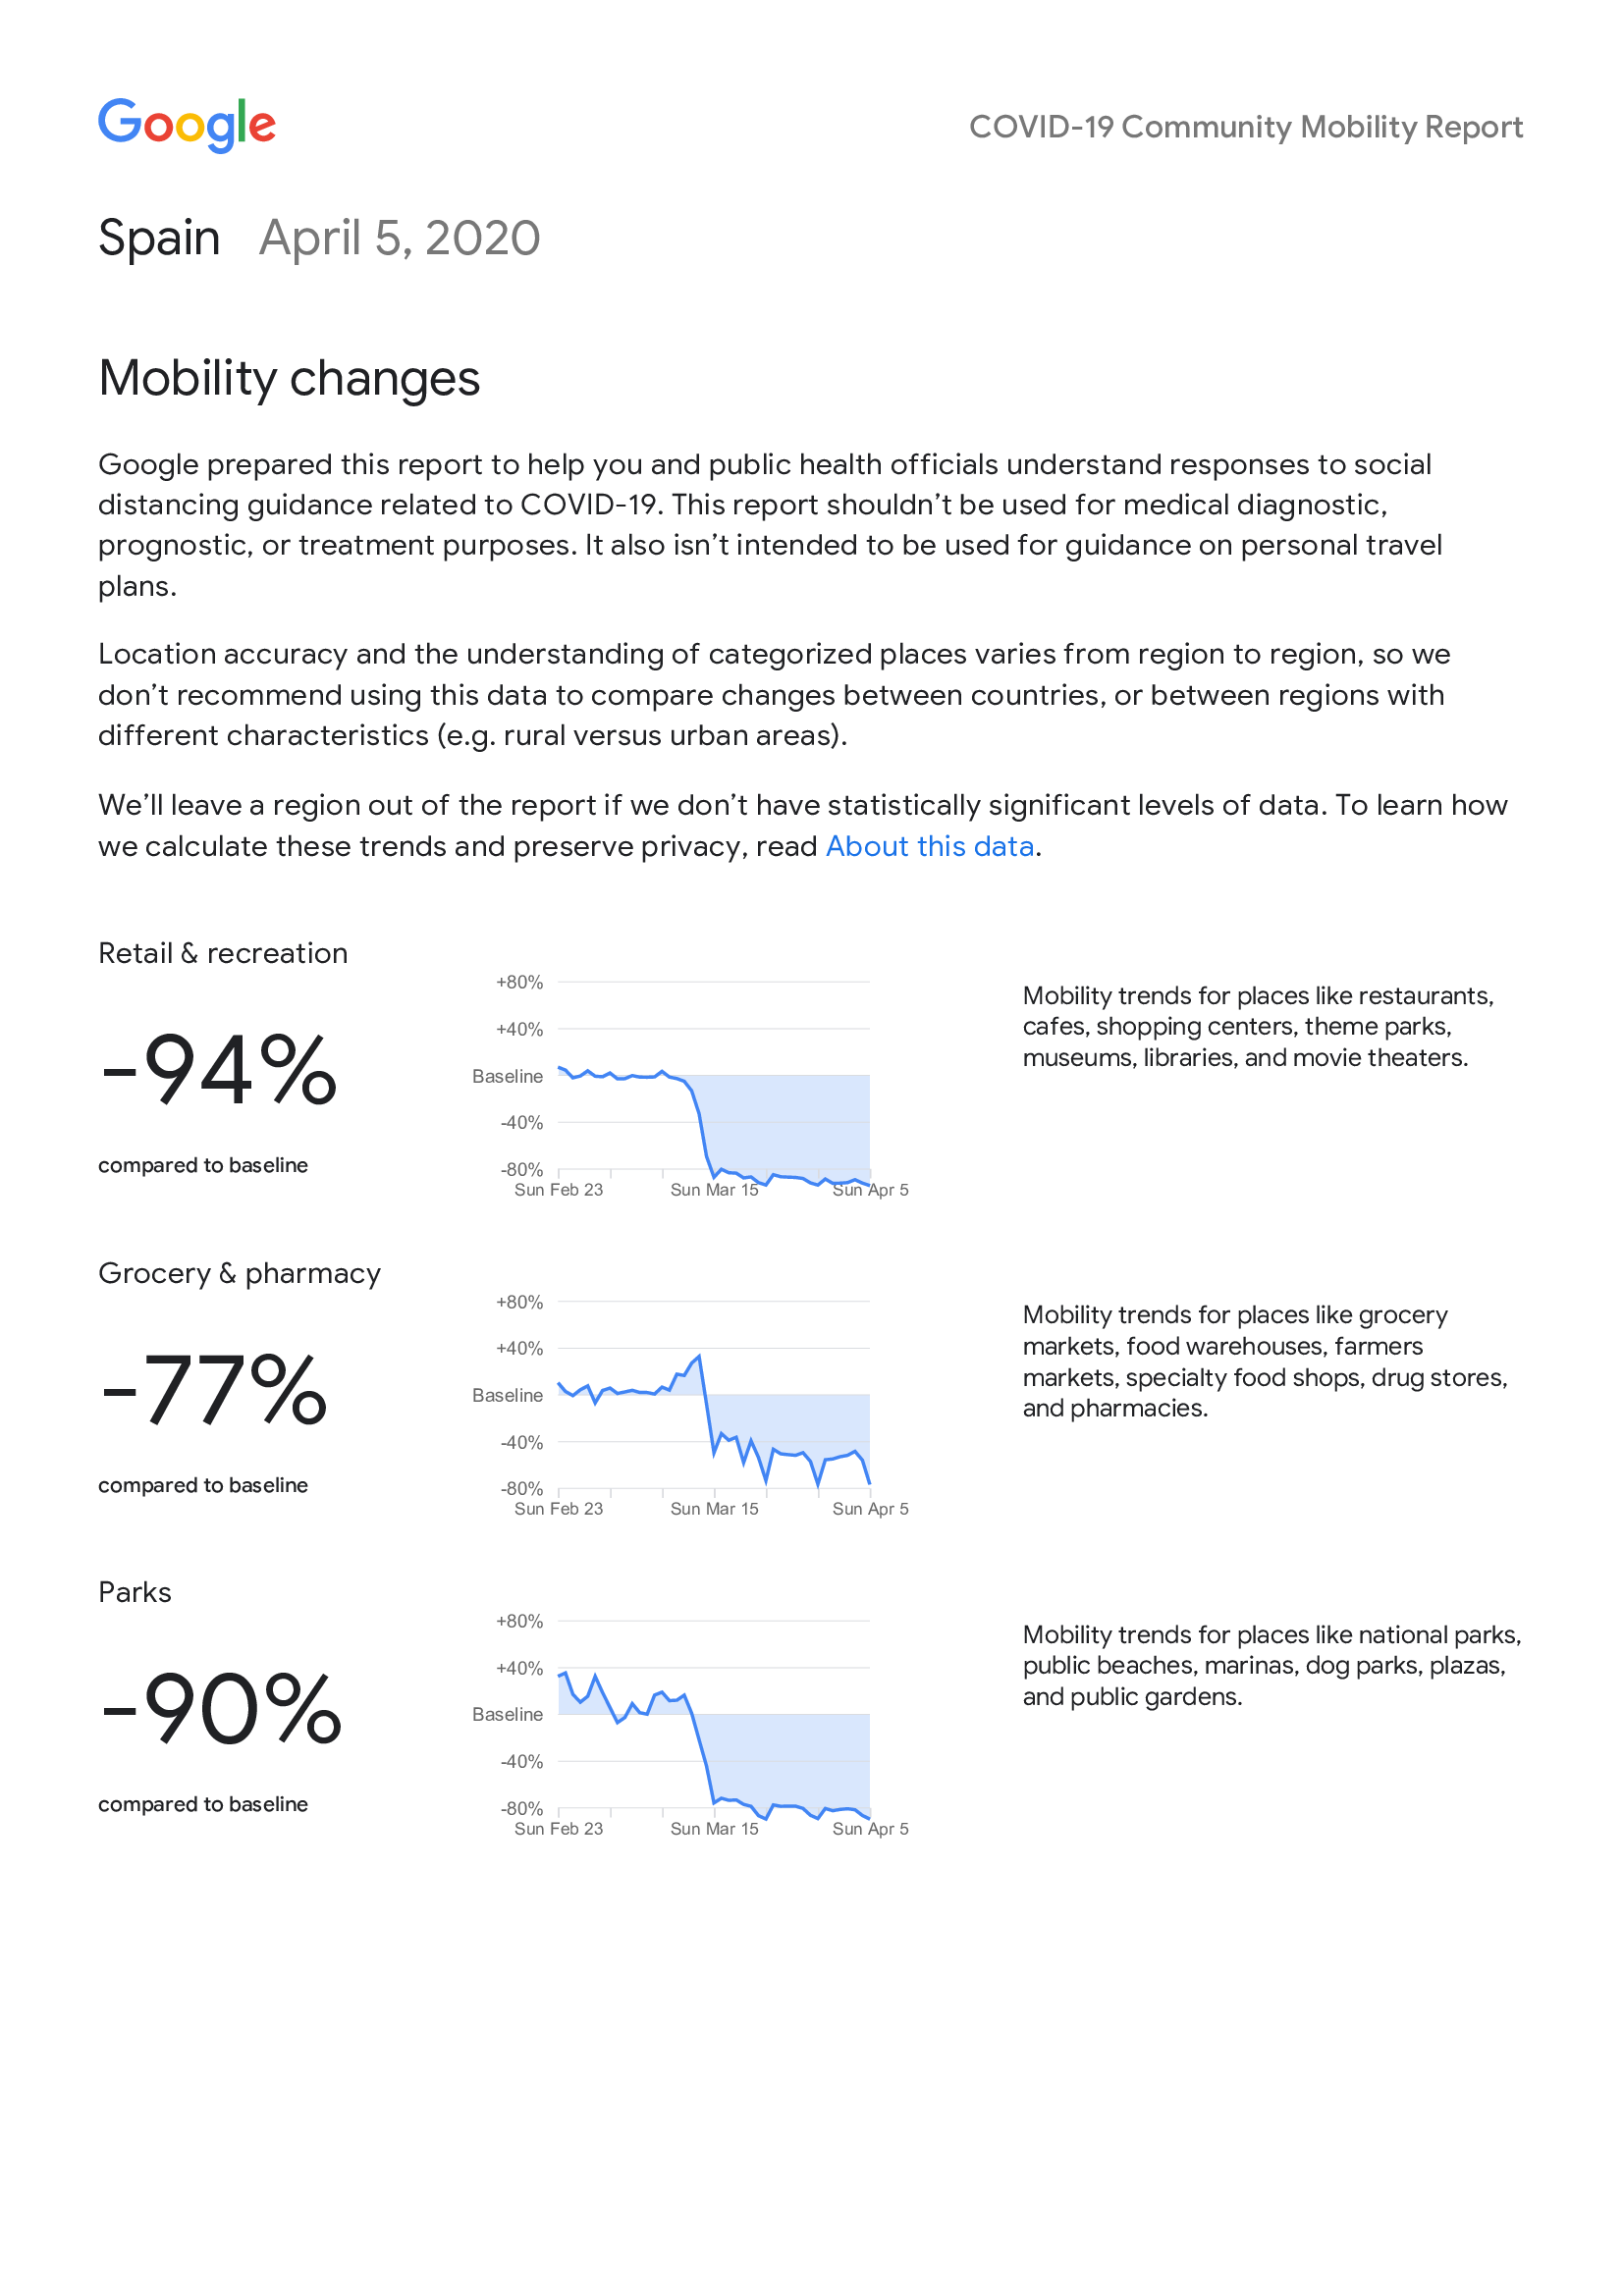 Google
COVID-19 Community Mobility Report
Spain April 5, 2020
Mobility changes
Google prepared this report to help you and public health officials understand responses to social
distancing guidance related to COVID-19. This report shouldn’t be used for medical diagnostic,
prognostic, or treatment purposes. It also isn’t intended to be used for guidance on personal travel
plans.
Location accuracy and the understanding of categorized places varies from region to region, so we
don’t recommend using this data to compare changes between countries, or between regions with
different characteristics (e.g. rural versus urban areas).
We’ll leave a region out of the report if we don’t have statistically significant levels of data. To learn how
we calculate these trends and preserve privacy, read About this data.
Retail & recreation
-94%
compared to baseline
+80%
+40%
Baseline
-40%
-80%
Sun Feb 23 Sun Mar 15 Sun Apr 5
Mobility trends for places like restaurants,
cafes, shopping centers, theme parks,
museums, libraries, and movie theaters.
Grocery & pharmacy
-77%
compared to baseline
+80%
+40%
Baseline
-40%
-80%
Sun Feb 23 Sun Mar 15 Sun Apr 5
Mobility trends for places like grocery
markets, food warehouses, farmers
markets, specialty food shops, drug stores,
and pharmacies.
Parks
-90%
compared to baseline
+80%
+40%
Baseline
-40%
-80%
Sun Feb 23 Sun Mar 15 Sun Apr 5
Mobility trends for places like national parks,
public beaches, marinas, dog parks, plazas,
and public gardens.